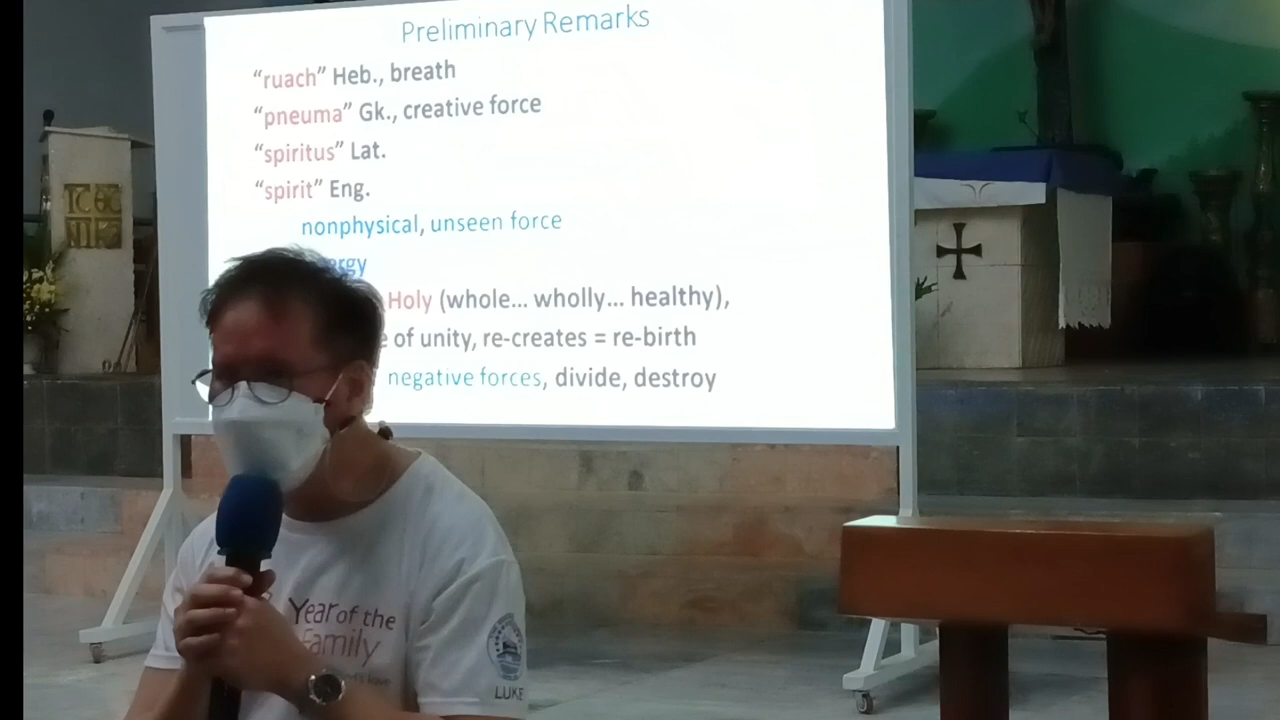 Preliminary Remarks
“ruach” Heb., breath
“pneuma” Gk., creative force
“spiritus” Lat.
“spirit” Eng.
nonphysical, unseen force
Holy (whole... wholly... healthy),
of unity, re-creates = re-birth
negative forces, divide, destroy
Year of the
Family
LUKE